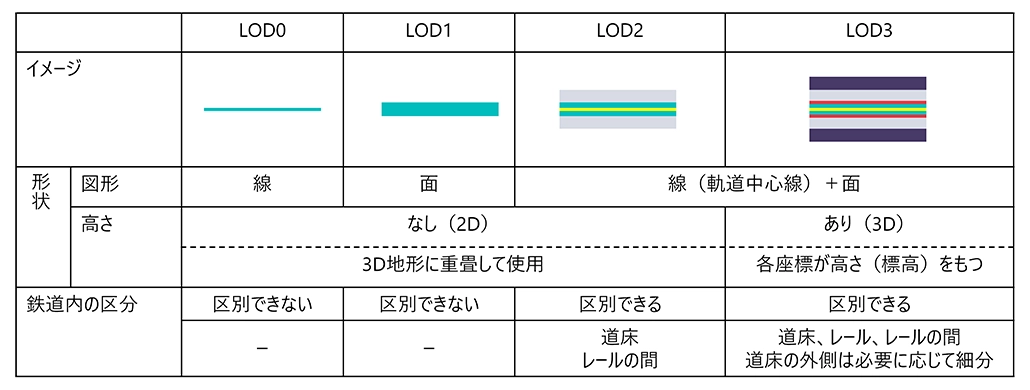 LOD0 LOD1 LOD2 LOD3
イメージ
形状 図形 線 面 線（軌道中心線）＋面
高さ なし（2D） あり（3D）
3D地形に重畳して使用 各座標が高さ（標高）をもつ
鉄道内の区分 区別できない 区別できない 区別できる 区別できる
– – 道床 道床、レール、レールの間
レールの間 道床の外側は必要に応じて細分